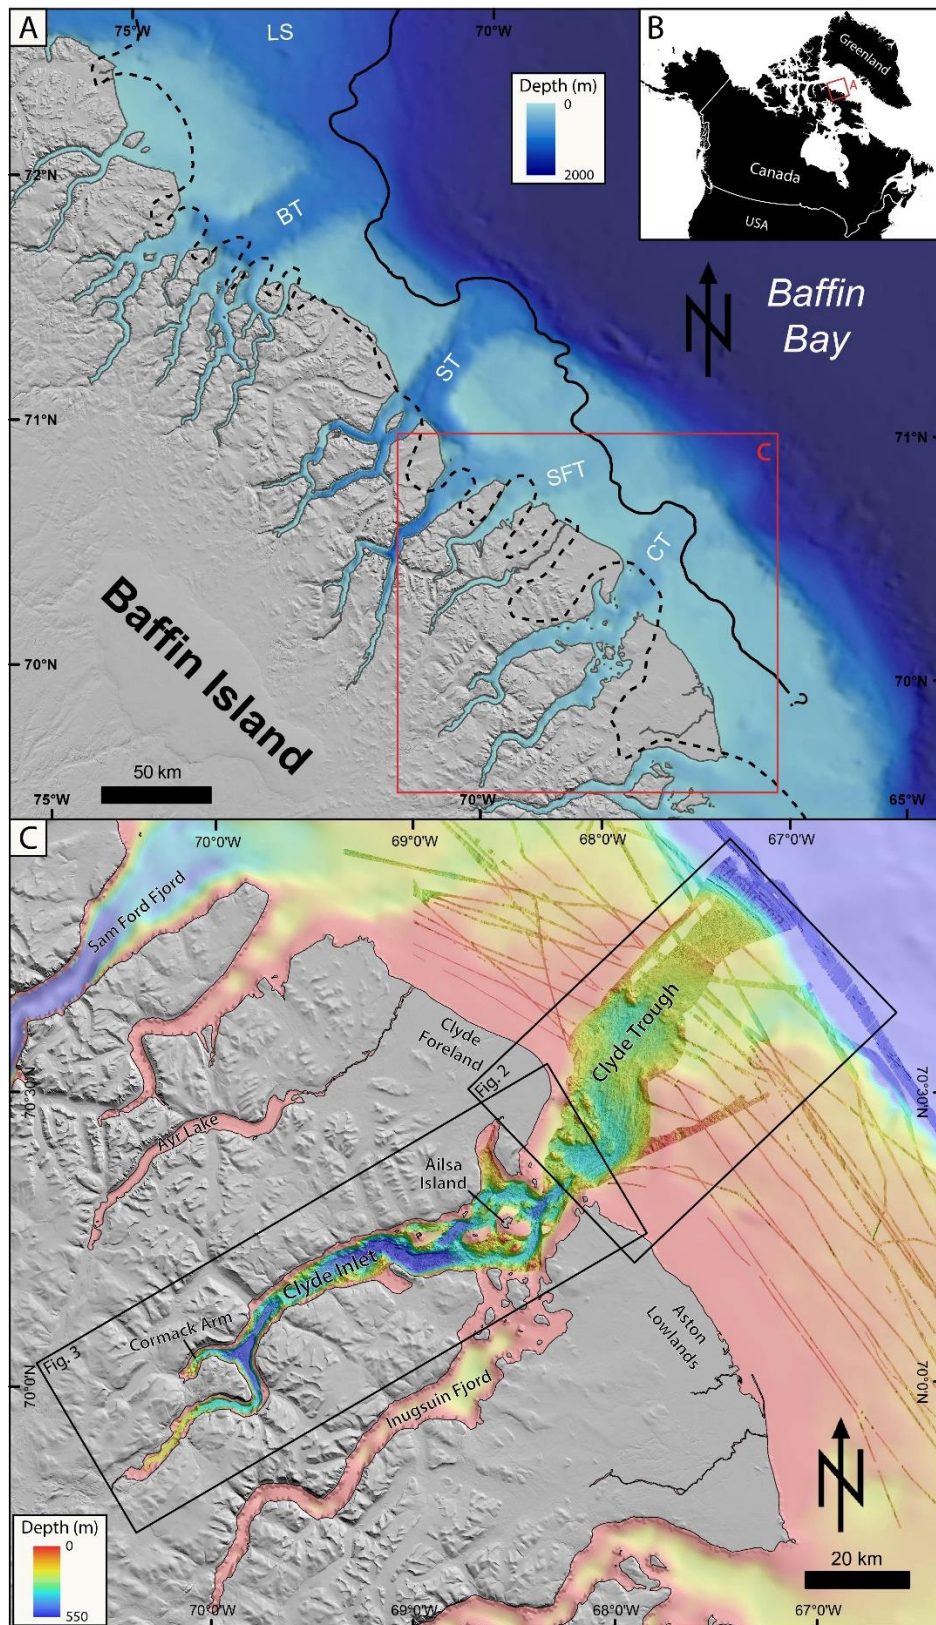 A
75°W
LS
70°W
Depth (m)
0
2000
B
Greenland
A
Canada
USA
72°N
BT
N
Baffin
Bay
ST
71°N
71°N
C
SFT
CT
Baffin Island
70°N
70°N
?
50 km
75°W
70°W
65°W
C
70°0'W
69°0'W
68°0'W
67°0'W
Sam Ford Fjord
Clyde
Foreland
Clyde Trough
Fig. 2
70°30'N
70°30'N
Ayr Lake
Ailsa
Island
Clyde Inlet
Cormack Arm
Fig. 3
Aston
Lowlands
70°0'N
70°0'N
Inugsuin Fjord
N
Depth (m)
0
550
20 km
70°0'W
69°0'W
68°0'W
67°0'W